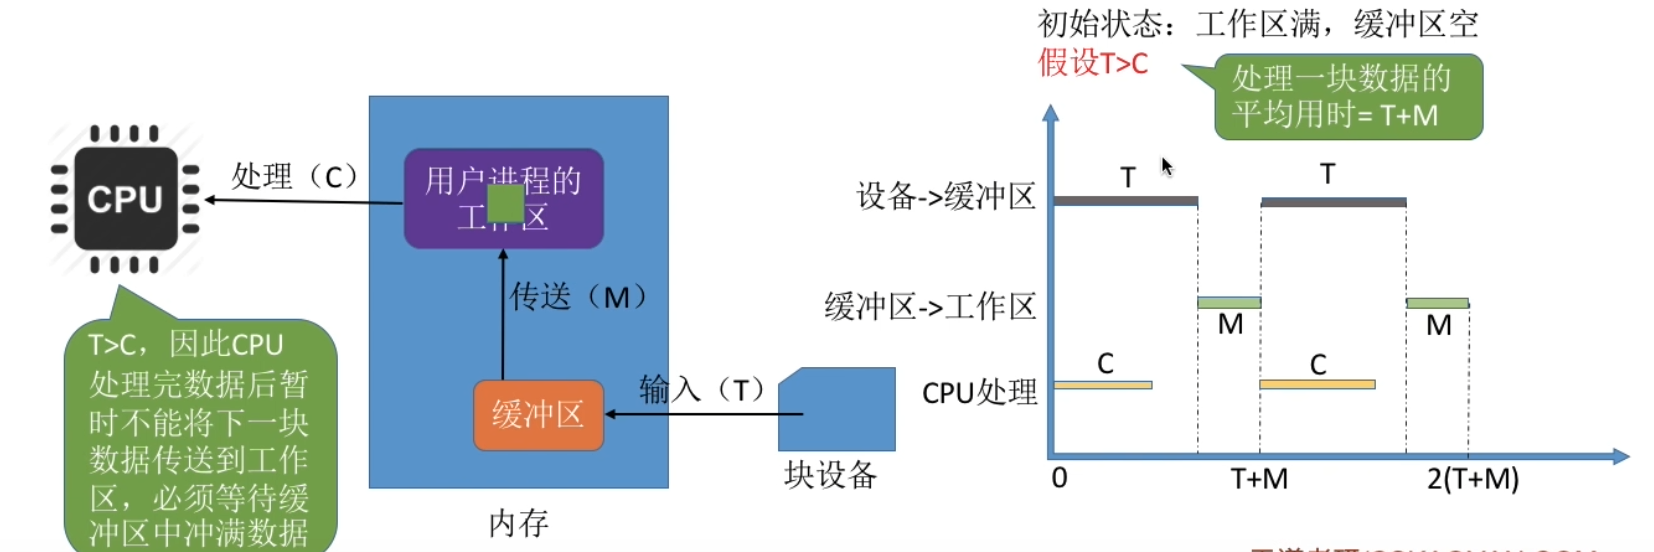 初始状态：工作区满，缓冲区空
假设T>C
处理一块数据的
平均用时= T+M
CPU
处理（C）
用户进程的
工作区
传送（M）
缓冲区
输入（T）
块设备
内存
T>C，因此CPU
处理完数据后暂
时不能将下一块
数据传送到工作
区，必须等待缓
冲区中冲满数据
设备->缓冲区
T
T
缓冲区->工作区
M
M
CPU处理
C
C
0
T+M
2(T+M)